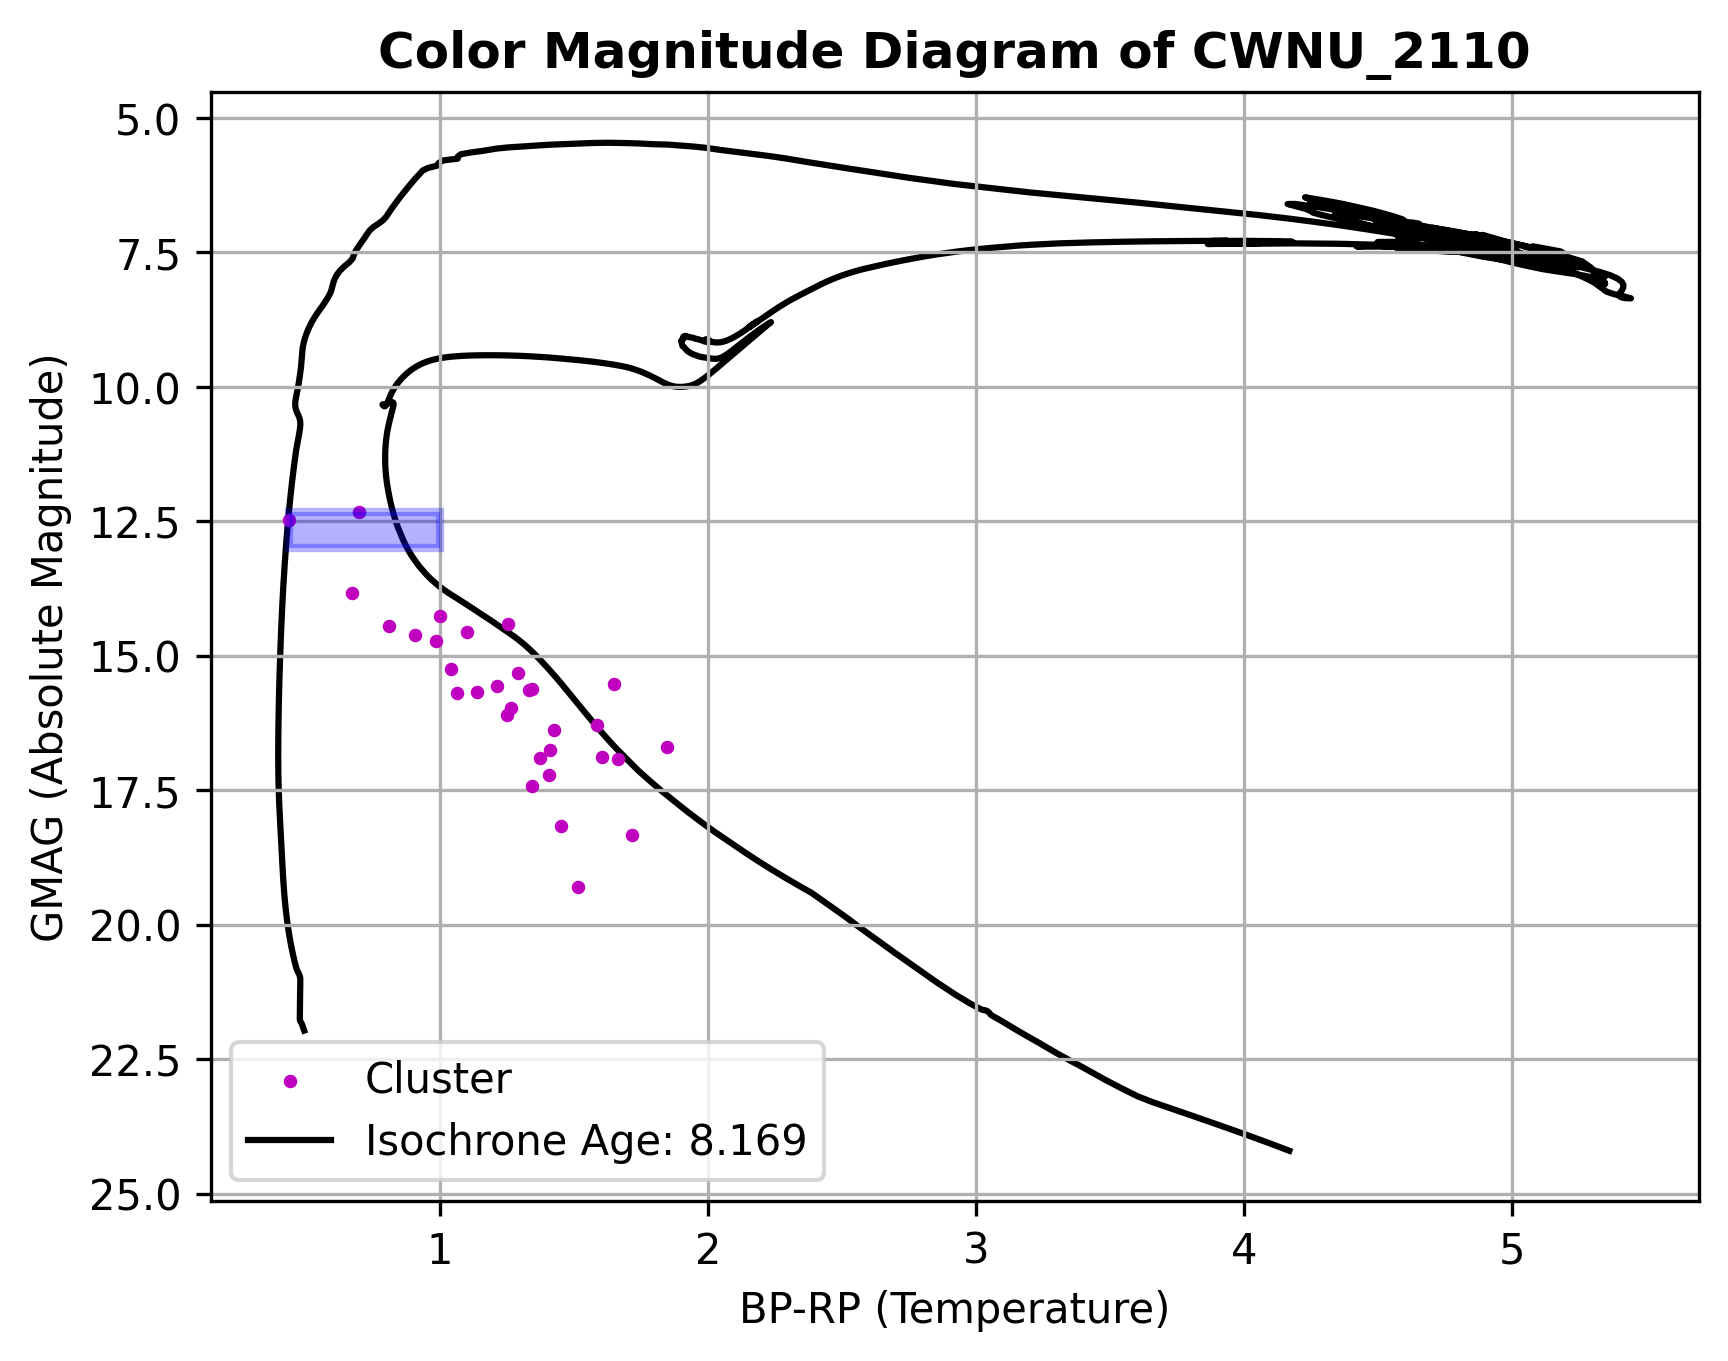 Color Magnitude Diagram of CWNU_2110
GMAG (Absolute Magnitude)
5.0
7.5
10.0
12.5
15.0
17.5
20.0
22.5
25.0
Cluster
Isochrone Age: 8.169
1 2 3 4 5
BP-RP (Temperature)